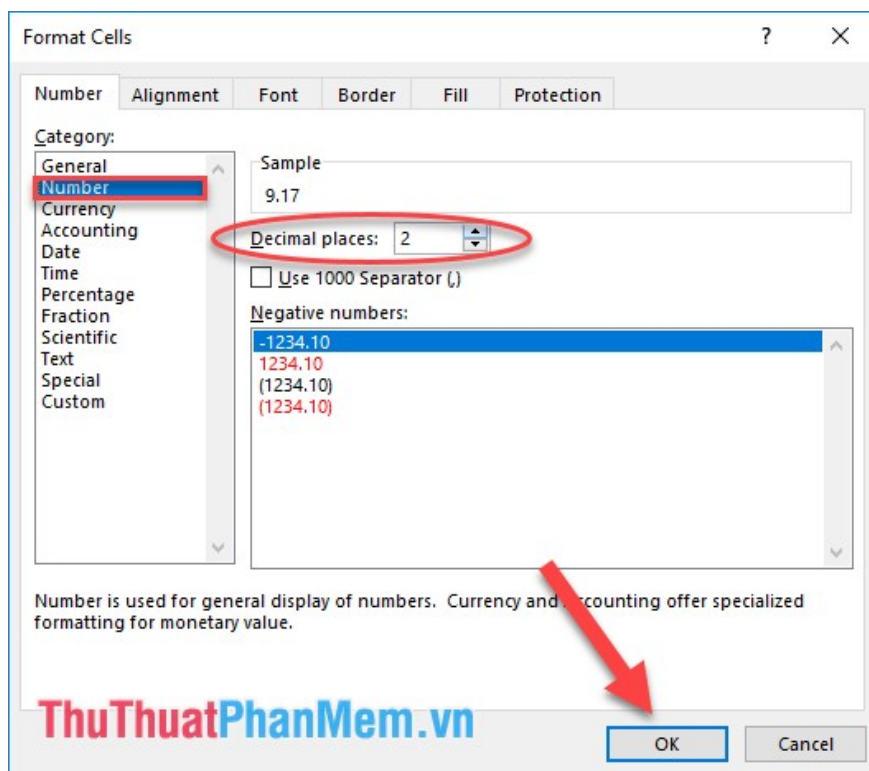 Format Cells
?
Number Alignment Font Border Fill Protection
Category:
General
Number
Currency
Accounting
Date
Time
Percentage
Fraction
Scientific
Text
Special
Custom
Sample
9.17
Decimal places: 2
Use 1000 Separator (,)
Negative numbers:
-1234.10
1234.10
(1234.10)
(1234.10)
Number is used for general display of numbers. Currency and Accounting offer specialized
formatting for monetary value.
ThuThuatPhanMem.vn
OK Cancel